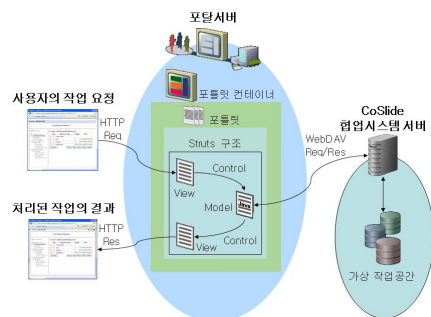 포탈서버
포틀릿 컨테이너
포틀릿
Struts 구조
사용자의 작업 요청
HTTP
Req
Control
View
Model
Java
View
Control
처리된 작업의 결과
HTTP
Res
WebDAV
Req/Res
CoSlide
협업시스템 서버
가상 작업공간